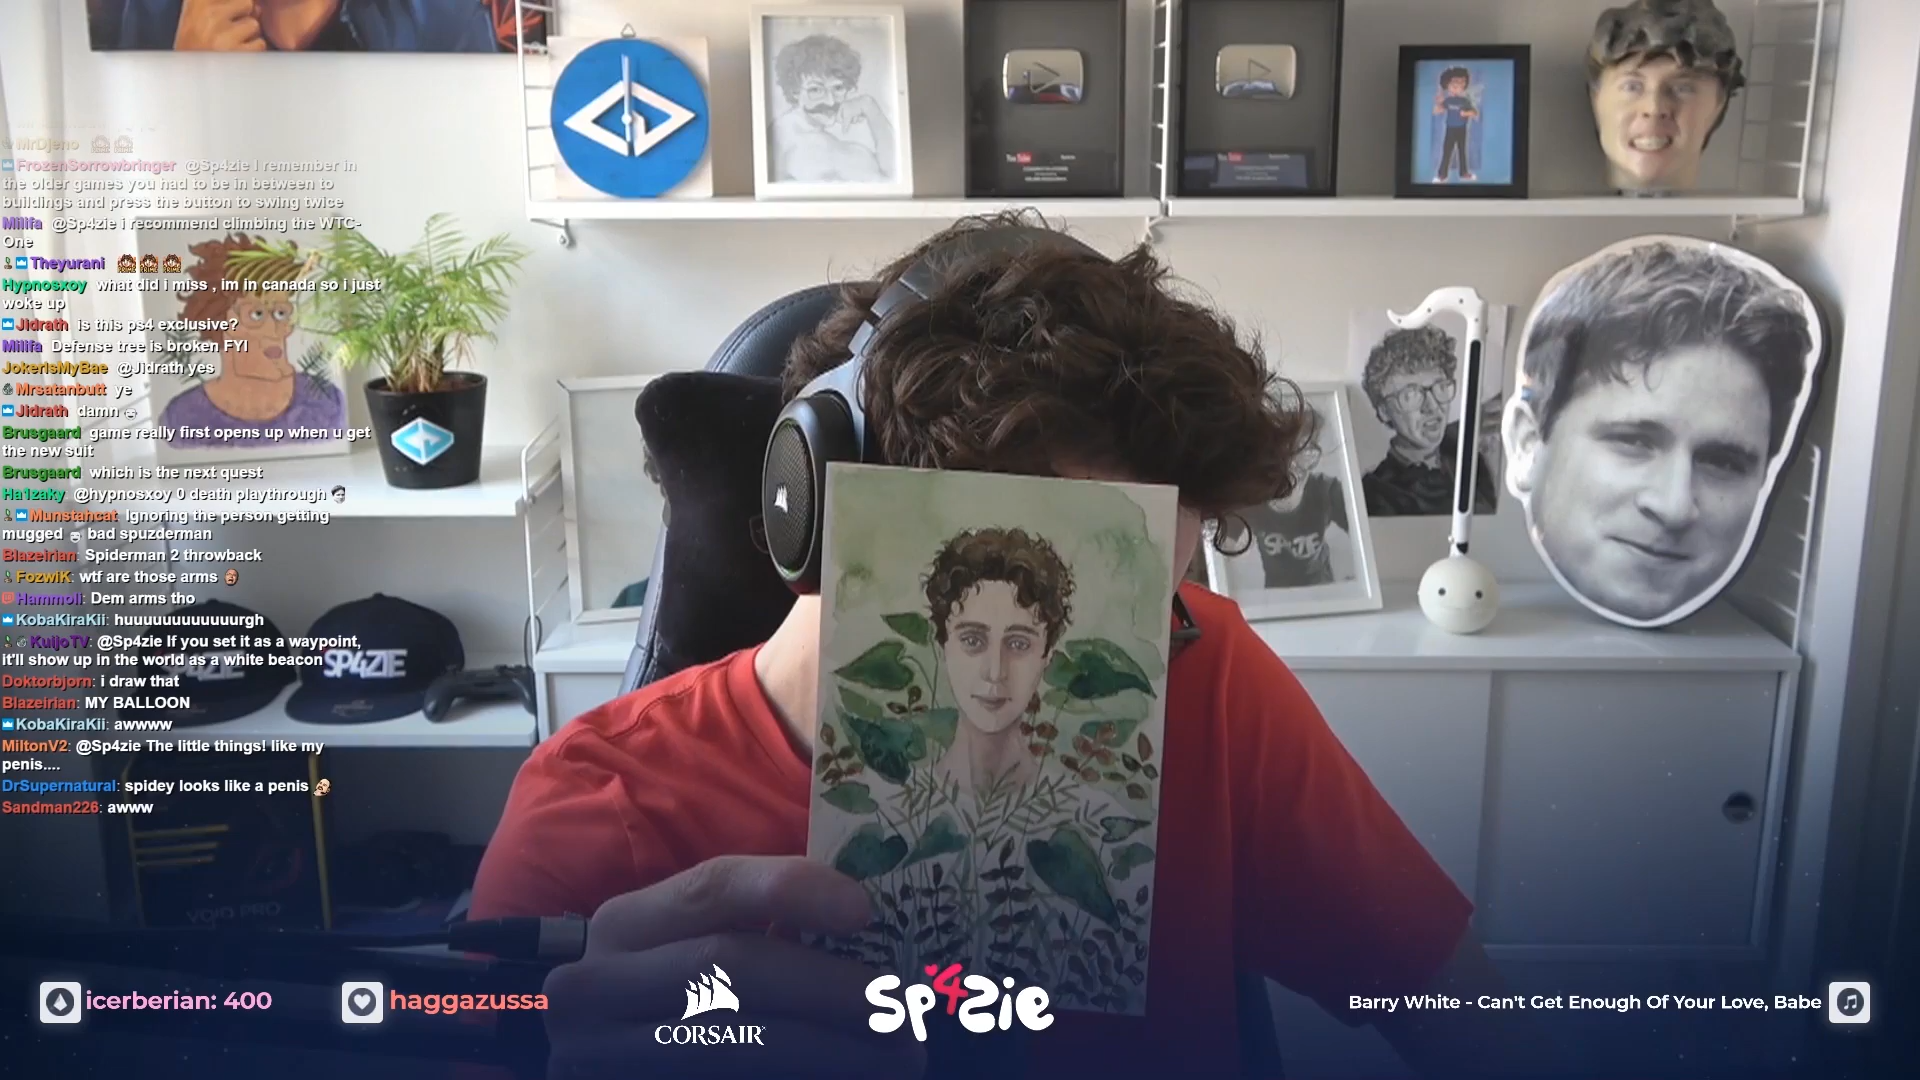 MrDjeno
FrozenSorrowbringer @Sp4zie I remember in
the older games you had to be in between to
buildings and press the button to swing twice
Milifa @Sp4zie i recommend climbing the WTC-
One
Theyurani
Hypnosxoy what did i miss , im in canada so i just
woke up
Jidrath is this ps4 exclusive?
Milifa Defense tree is broken FYI
JokerIsMyBae @Jidrath yes
Mrsatanbutt ye
Jidrath damn
Brusgaard game really first opens up when u get
the new suit
Brusgaard which is the next quest
Ha1zaky @hypnosxoy 0 death playthrough
Munstahcat Ignoring the person getting
mugged bad spuzderman
Blazeirian: Spiderman 2 throwback
FozwiK: wtf are those arms
Hammoli: Dem arms tho
KobaKiraKii: huuuuuuuuuuuurgh
KuijoTV: @Sp4zie If you set it as a waypoint,
it'll show up in the world as a white beacon
Doktorbjorn: i draw that
Blazeirian: MY BALLOON
KobaKiraKii: awwww
MiltonV2: @Sp4zie The little things! like my
penis....
DrSupernatural: spidey looks like a penis
Sandman226: awww
SP4ZIE
VOID PRO
icerberian: 400
haggazussa
CORSAIR
Sp4Zie
Barry White - Can't Get Enough Of Your Love, Babe